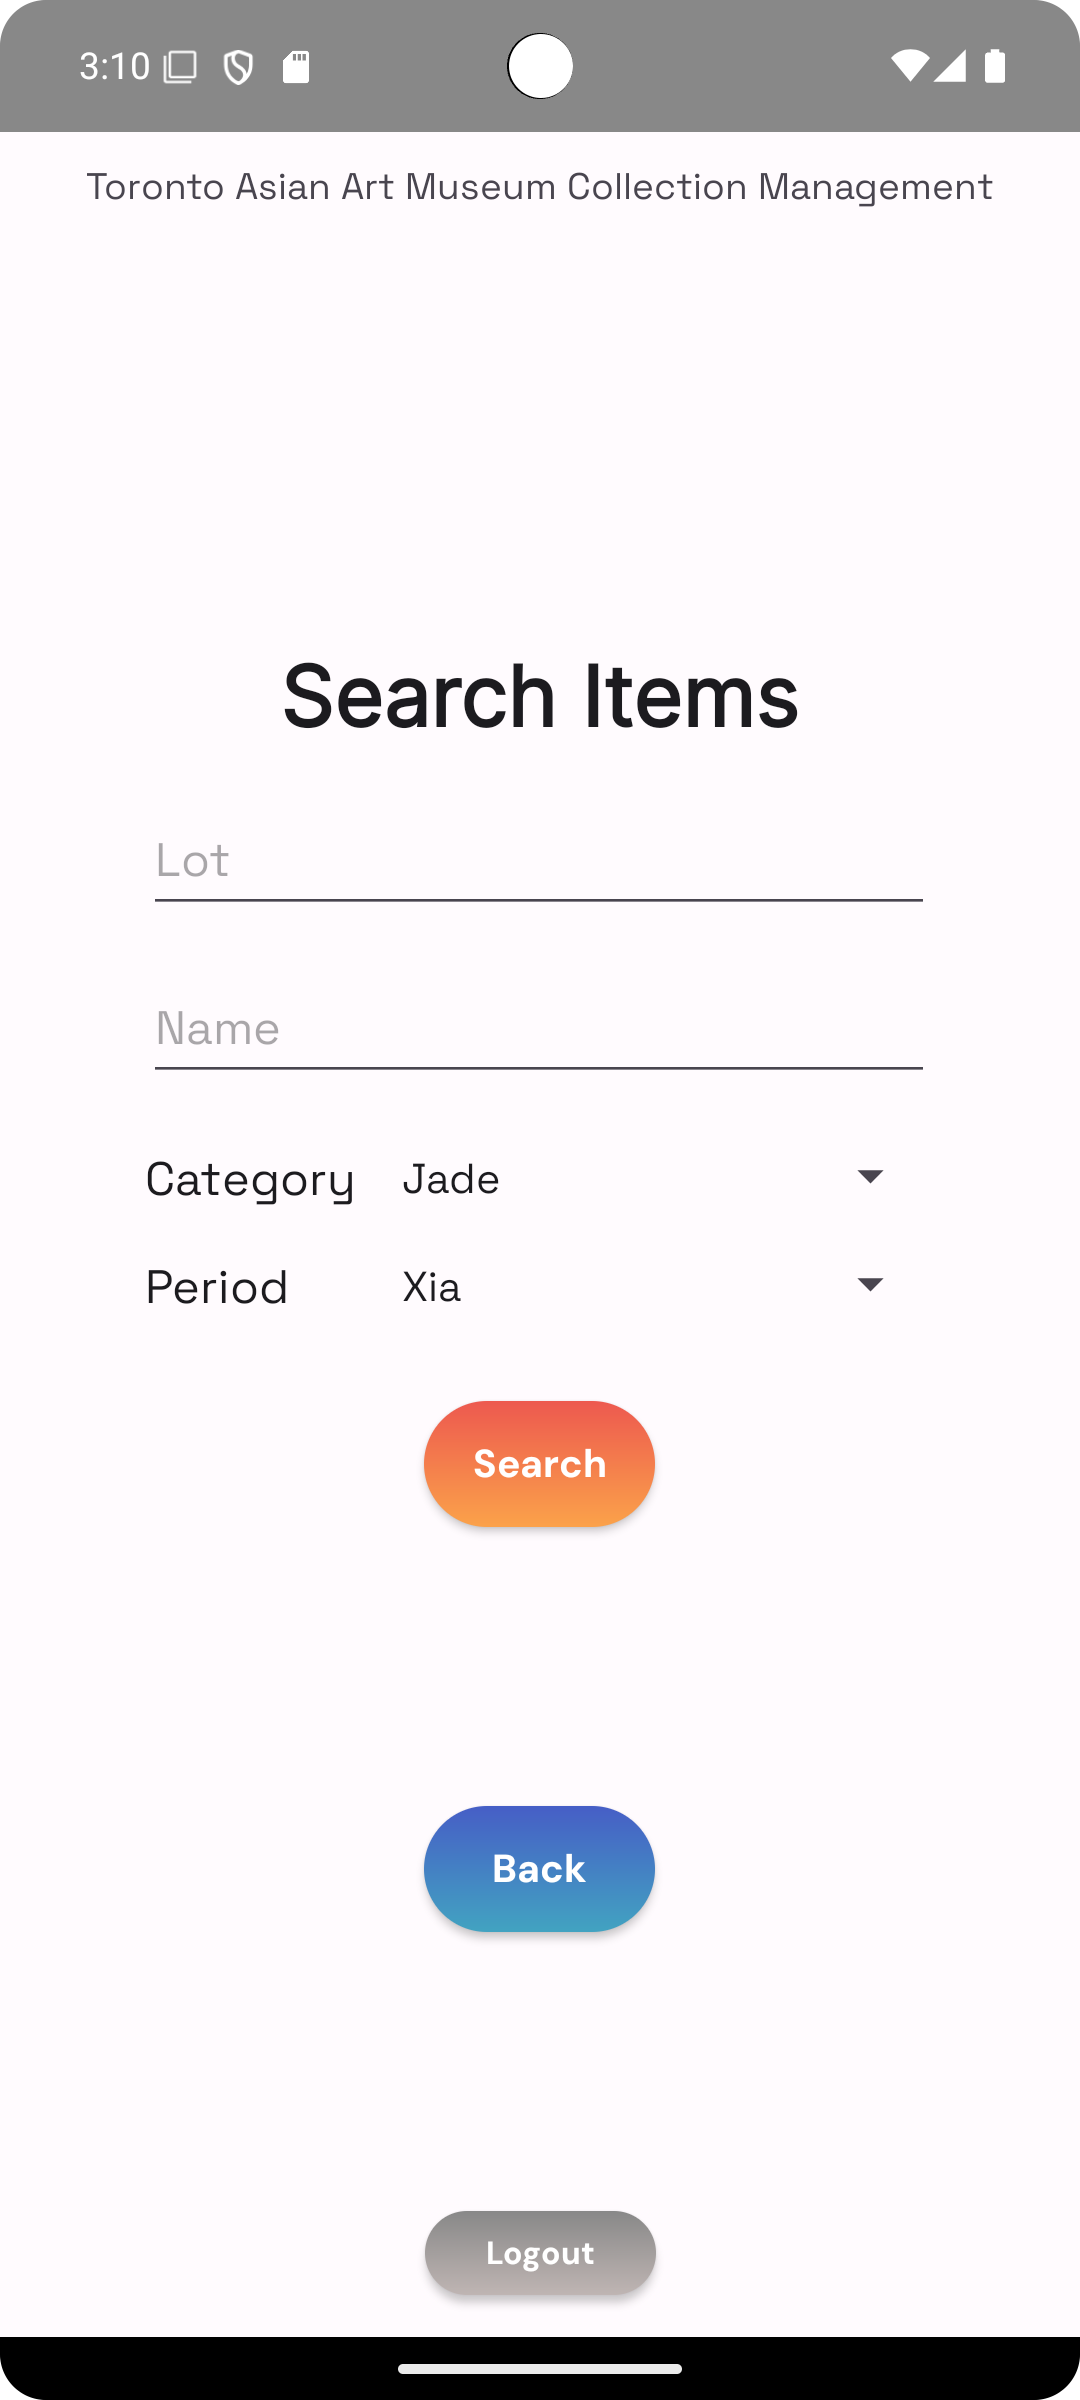 3:10
Toronto Asian Art Museum Collection Management
Search Items
Lot
Name
Category Jade
Period Xia
Search
Back
Logout